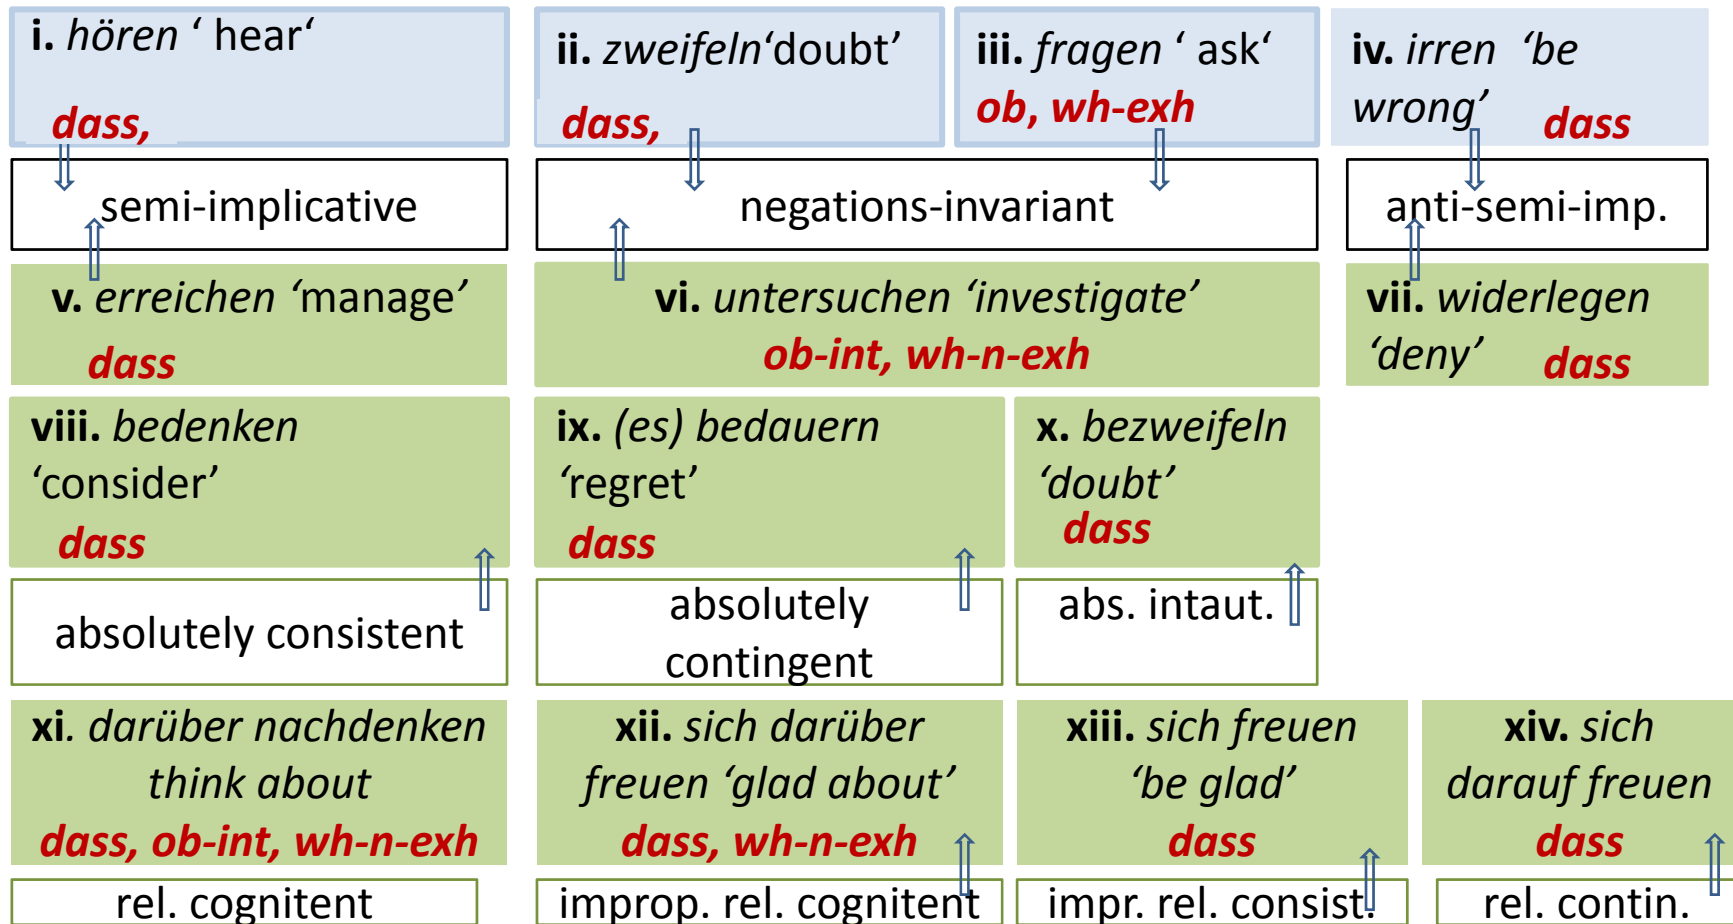 i. hören ‘ hear‘
dass,
ii. zweifeln‘doubt’
dass,
iii. fragen ‘ ask‘
ob, wh-exh
iv. irren ‘be
wrong’ dass
semi-implicative
negations-invariant
anti-semi-imp.
v. erreichen ‘manage’
dass
vi. untersuchen ‘investigate’
ob-int, wh-n-exh
vii. widerlegen
‘deny’ dass
viii. bedenken
‘consider’
dass
ix. (es) bedauern
‘regret’
dass
x. bezweifeln
‘doubt’
dass
absolutely consistent
absolutely
contingent
abs. intaut.
xi. darüber nachdenken
think about
dass, ob-int, wh-n-exh
xii. sich darüber
freuen ‘glad about’
dass, wh-n-exh
xiii. sich freuen
‘be glad’
dass
xiv. sich
darauf freuen
dass
rel. cognitent
improp. rel. cognitent
impr. rel. consist.
rel. contin.